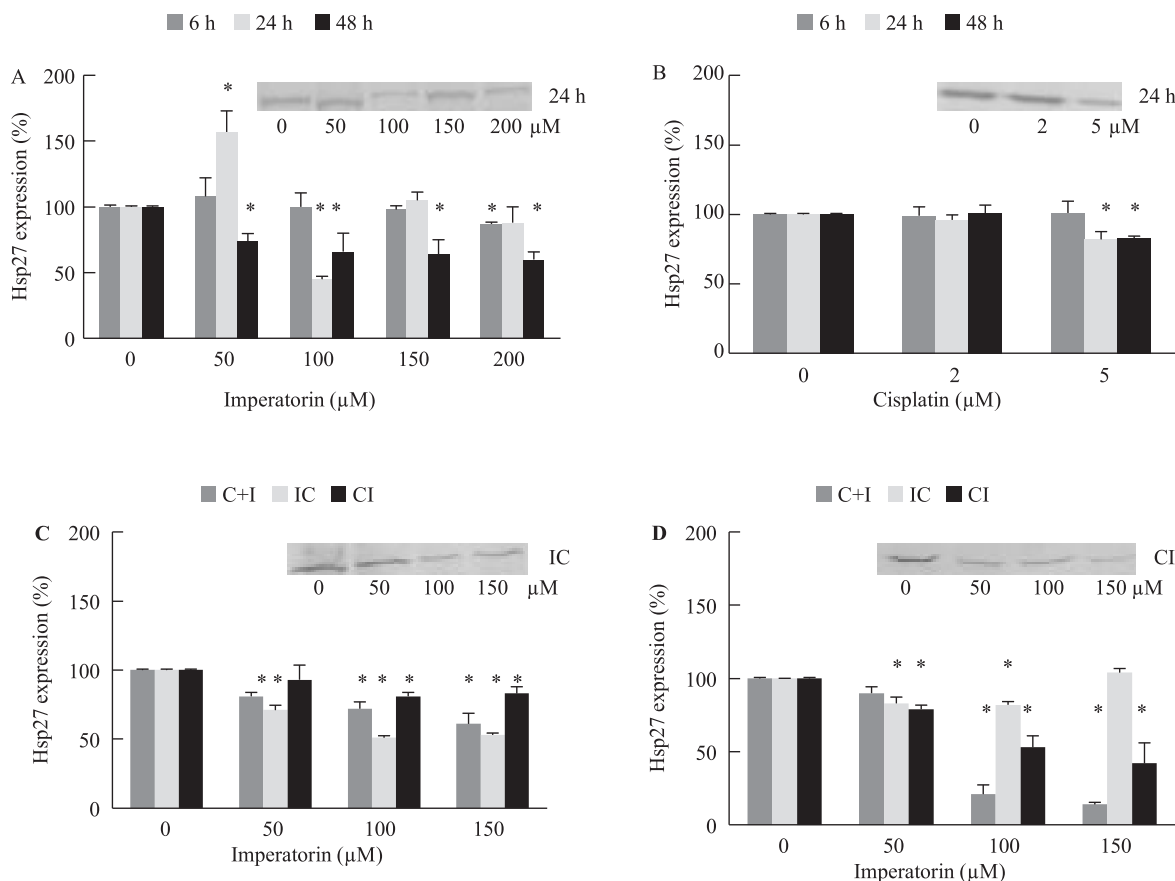 6 h 24 h 48 h
A
200
150
100
50
0
Hsp27 expression (%)
* * * * * * *
24 h
0 50 100 150 200 µM
0 50 100 150 200
Imperatorin (µM)
6 h 24 h 48 h
B
200
150
100
50
0
Hsp27 expression (%)
* *
24 h
0 2 5 µM
0 2 5
Cisplatin (µM)
C+I IC CI
C
200
150
100
50
0
Hsp27 expression (%)
* * * * * * * *
IC
0 50 100 150 µM
0 50 100 150
Imperatorin (µM)
C+I IC CI
D
200
150
100
50
0
Hsp27 expression (%)
* * * * * * *
CI
0 50 100 150 µM
0 50 100 150
Imperatorin (µM)